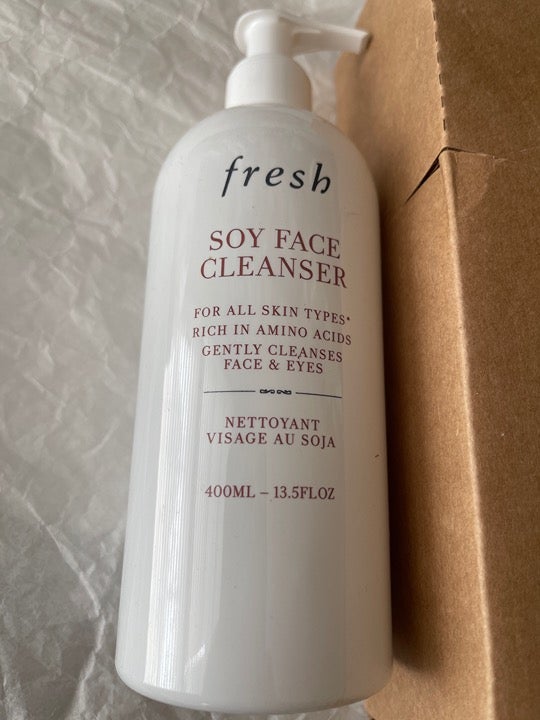 fresh
SOY FACE
CLEANSER
FOR ALL SKIN TYPES*
RICH IN AMINO ACIDS
GENTLY CLEANSES
FACE & EYES
NETTOYANT
VISAGE AU SOJA
400ML – 13.5FLOZ